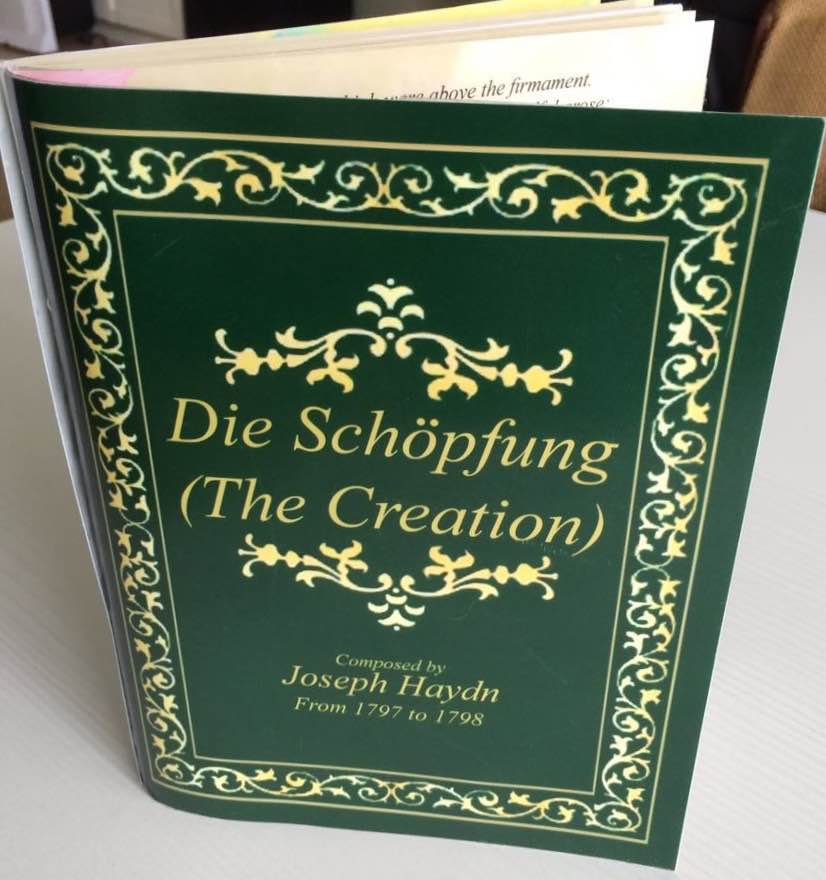 above the firmament.
Die Schöpfung
(The Creation)
Composed by
Joseph Haydn
From 1797 to 1798